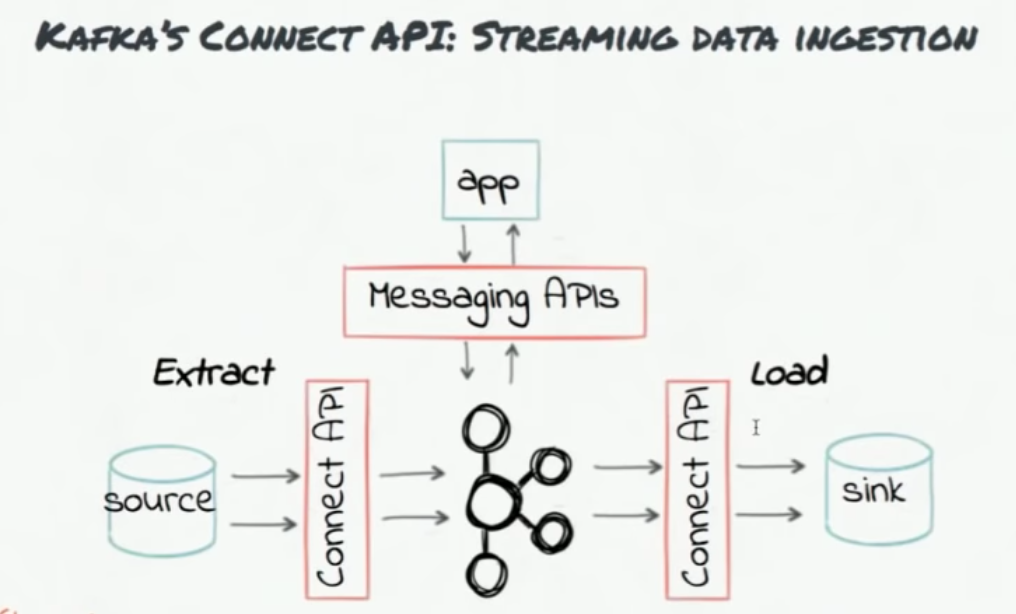 KAFKA'S CONNECT API: STREAMING DATA INGESTION
app
Messaging APIs
Extract
Load
source
Connect API
Connect API
sink